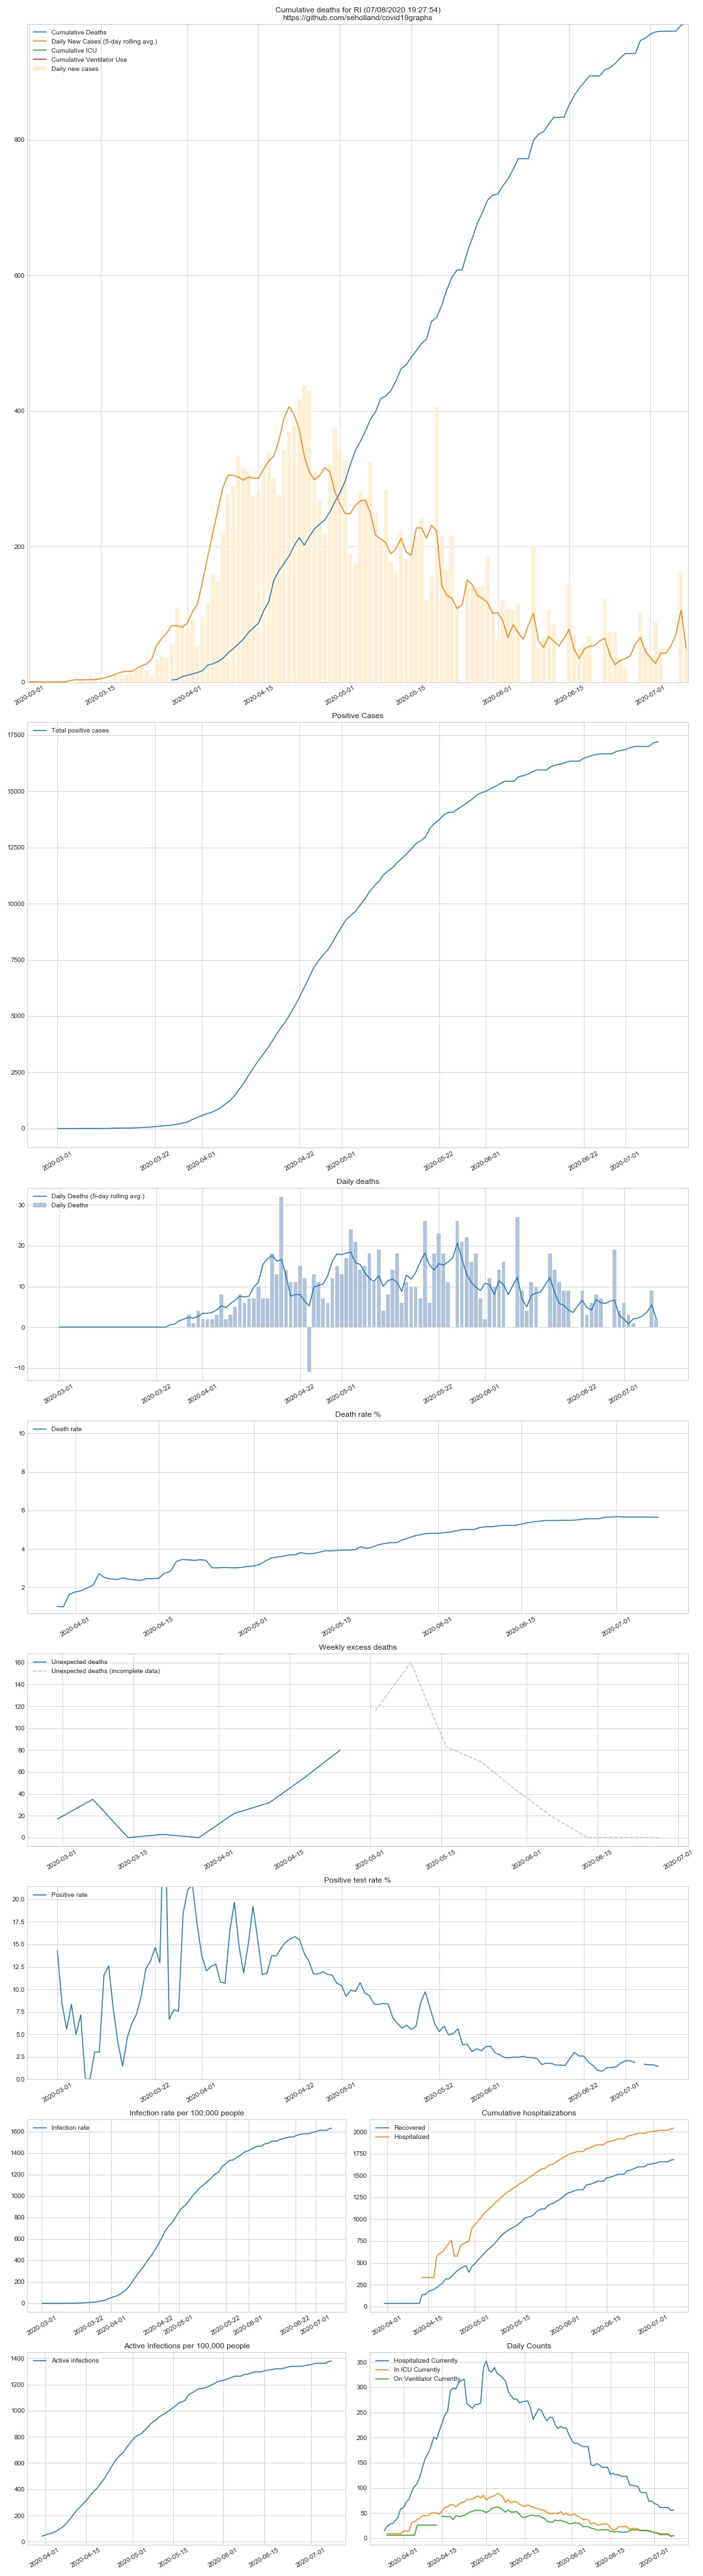 Cumulative deaths for RI (07/08/2020 19:27:54)
https://github.com/seholland/covid19graphs
Cumulative Deaths
Daily New Cases (5-day rolling avg.)
Cumulative ICU
Cumulative Ventilator Use
Daily new cases
800
600
400
200
0
2020-03-01 2020-03-15 2020-04-01 2020-04-15 2020-05-01 2020-05-15 2020-06-01 2020-06-15 2020-07-01
Positive Cases
Total positive cases
17500
15000
12500
10000
7500
5000
2500
0
2020-03-01 2020-03-22 2020-04-01 2020-04-22 2020-05-01 2020-05-22 2020-06-01 2020-06-22 2020-07-01
Daily deaths
Daily Deaths (5-day rolling avg.)
Daily Deaths
30
20
10
0
−10
2020-03-01 2020-03-22 2020-04-01 2020-04-22 2020-05-01 2020-05-22 2020-06-01 2020-06-22 2020-07-01
Death rate %
Death rate
10
8
6
4
2
2020-04-01 2020-04-15 2020-05-01 2020-05-15 2020-06-01 2020-06-15 2020-07-01
Weekly excess deaths
Unexpected deaths
Unexpected deaths (incomplete data)
160
140
120
100
80
60
40
20
0
2020-03-01 2020-03-15 2020-04-01 2020-04-15 2020-05-01 2020-05-15 2020-06-01 2020-06-15 2020-07-01
Positive test rate %
Positive rate
20.0
17.5
15.0
12.5
10.0
7.5
5.0
2.5
0.0
2020-03-01 2020-03-22 2020-04-01 2020-04-22 2020-05-01 2020-05-22 2020-06-01 2020-06-22 2020-07-01
Infection rate per 100,000 people
Infection rate
1600
1400
1200
1000
800
600
400
200
0
2020-03-01 2020-03-22 2020-04-01 2020-04-22 2020-05-01 2020-05-22 2020-06-01 2020-06-22 2020-07-01
Cumulative hospitalizations
Recovered
Hospitalized
2000
1750
1500
1250
1000
750
500
250
0
2020-04-01 2020-04-15 2020-05-01 2020-05-15 2020-06-01 2020-06-15 2020-07-01
Active Infections per 100,000 people
Active infections
1400
1200
1000
800
600
400
200
0
2020-04-01 2020-04-15 2020-05-01 2020-05-15 2020-06-01 2020-06-15 2020-07-01
Daily Counts
Hospitalized Currently
In ICU Currently
On Ventilator Currently
350
300
250
200
150
100
50
0
2020-04-01 2020-04-15 2020-05-01 2020-05-15 2020-06-01 2020-06-15 2020-07-01